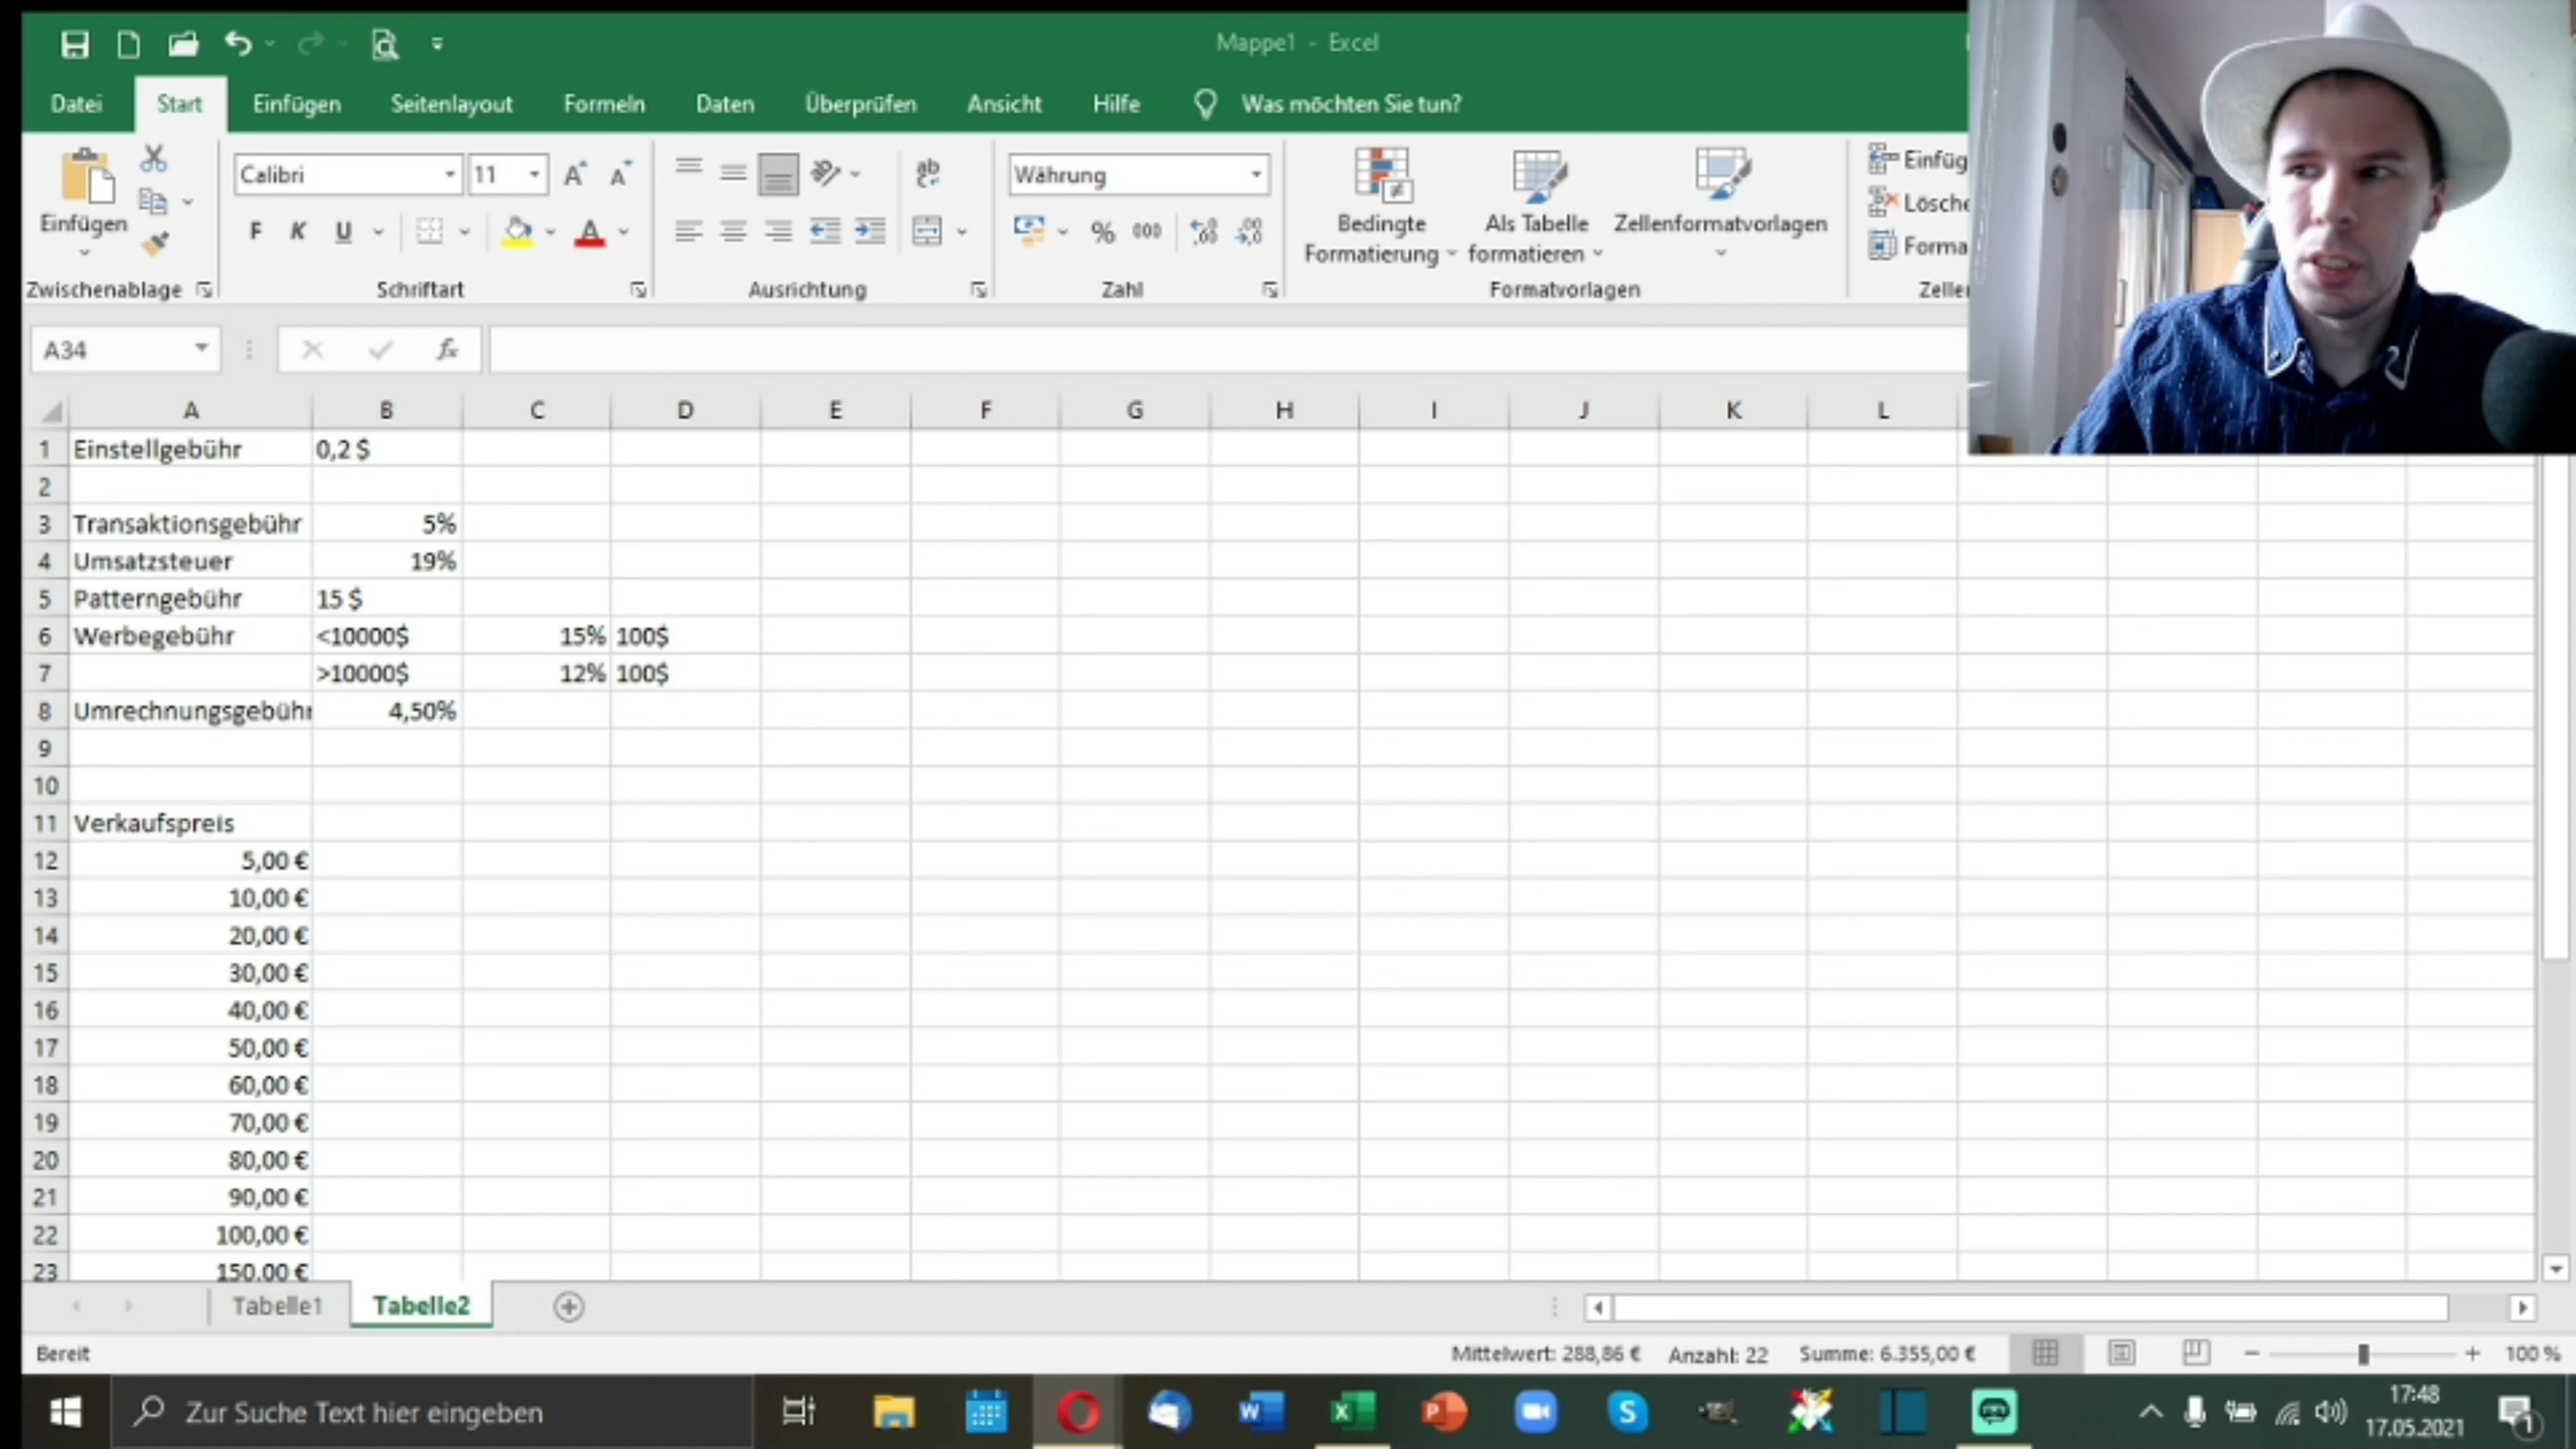 Mappe1 - Excel
Datei Start Einfügen Seitenlayout Formeln Daten Überprüfen Ansicht Hilfe Was möchten Sie tun?
Einfügen
Zwischenablage
Calibri 11
F K U
Schriftart
Ausrichtung
Währung
% 000
Zahl
Bedingte
Formatierung
Als Tabelle
formatieren
Zellenformatvorlagen
Formatvorlagen
Einfüg
Lösche
Forma
Zelle
A34
A B C D E F G H I J K L
1 Einstellgebühr 0,2 $
2
3 Transaktionsgebühr 5%
4 Umsatzsteuer 19%
5 Patterngebühr 15 $
6 Werbegebühr <10000$ 15% 100$
7 >10000$ 12% 100$
8 Umrechnungsgebühr 4,50%
9
10
11 Verkaufspreis
12 5,00 €
13 10,00 €
14 20,00 €
15 30,00 €
16 40,00 €
17 50,00 €
18 60,00 €
19 70,00 €
20 80,00 €
21 90,00 €
22 100,00 €
23 150,00 €
Tabelle1 Tabelle2
Bereit Mittelwert: 288,86 € Anzahl: 22 Summe: 6.355,00 € 100 %
Zur Suche Text hier eingeben
17:48
17.05.2021